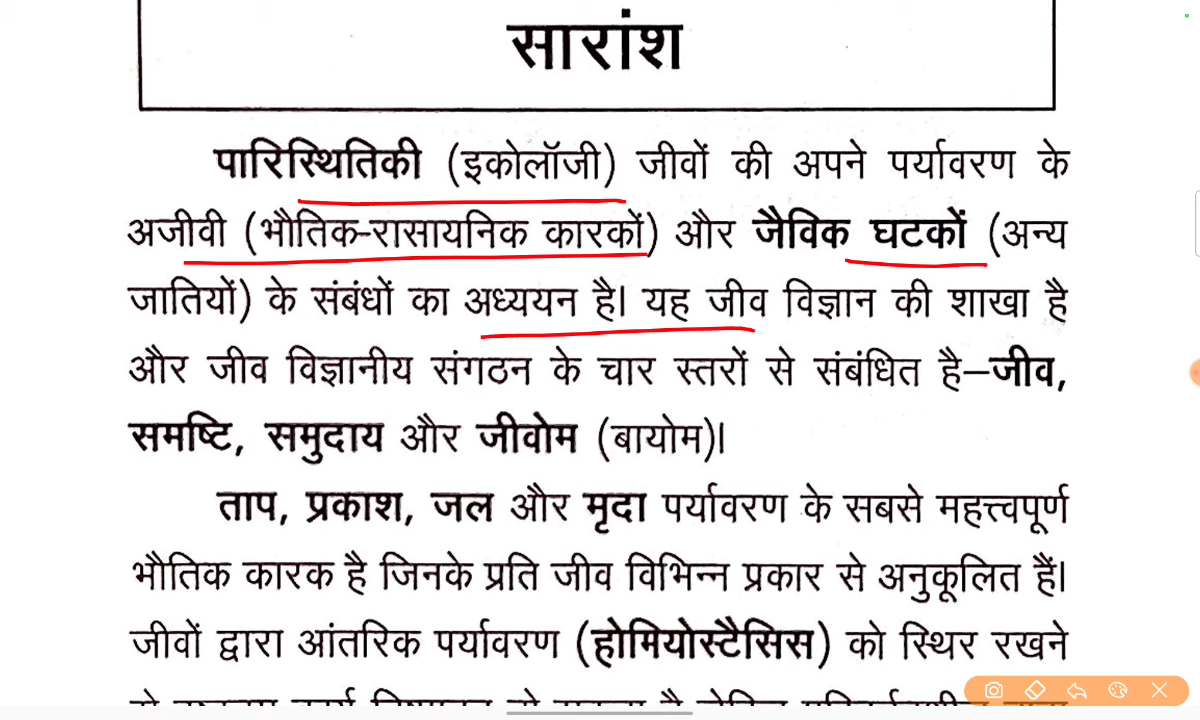 सारांश
पारिस्थितिकी (इकोलॉजी) जीवों की अपने पर्यावरण के
अजीवी (भौतिक-रासायनिक कारकों) और जैविक घटकों (अन्य
जातियों) के संबंधों का अध्ययन है। यह जीव विज्ञान की शाखा है
और जीव विज्ञानीय संगठन के चार स्तरों से संबंधित है–जीव,
समष्टि, समुदाय और जीवोम (बायोम)।
ताप, प्रकाश, जल और मृदा पर्यावरण के सबसे महत्त्वपूर्ण
भौतिक कारक है जिनके प्रति जीव विभिन्न प्रकार से अनुकूलित हैं।
जीवों द्वारा आंतरिक पर्यावरण (होमियोस्टैसिस) को स्थिर रखने